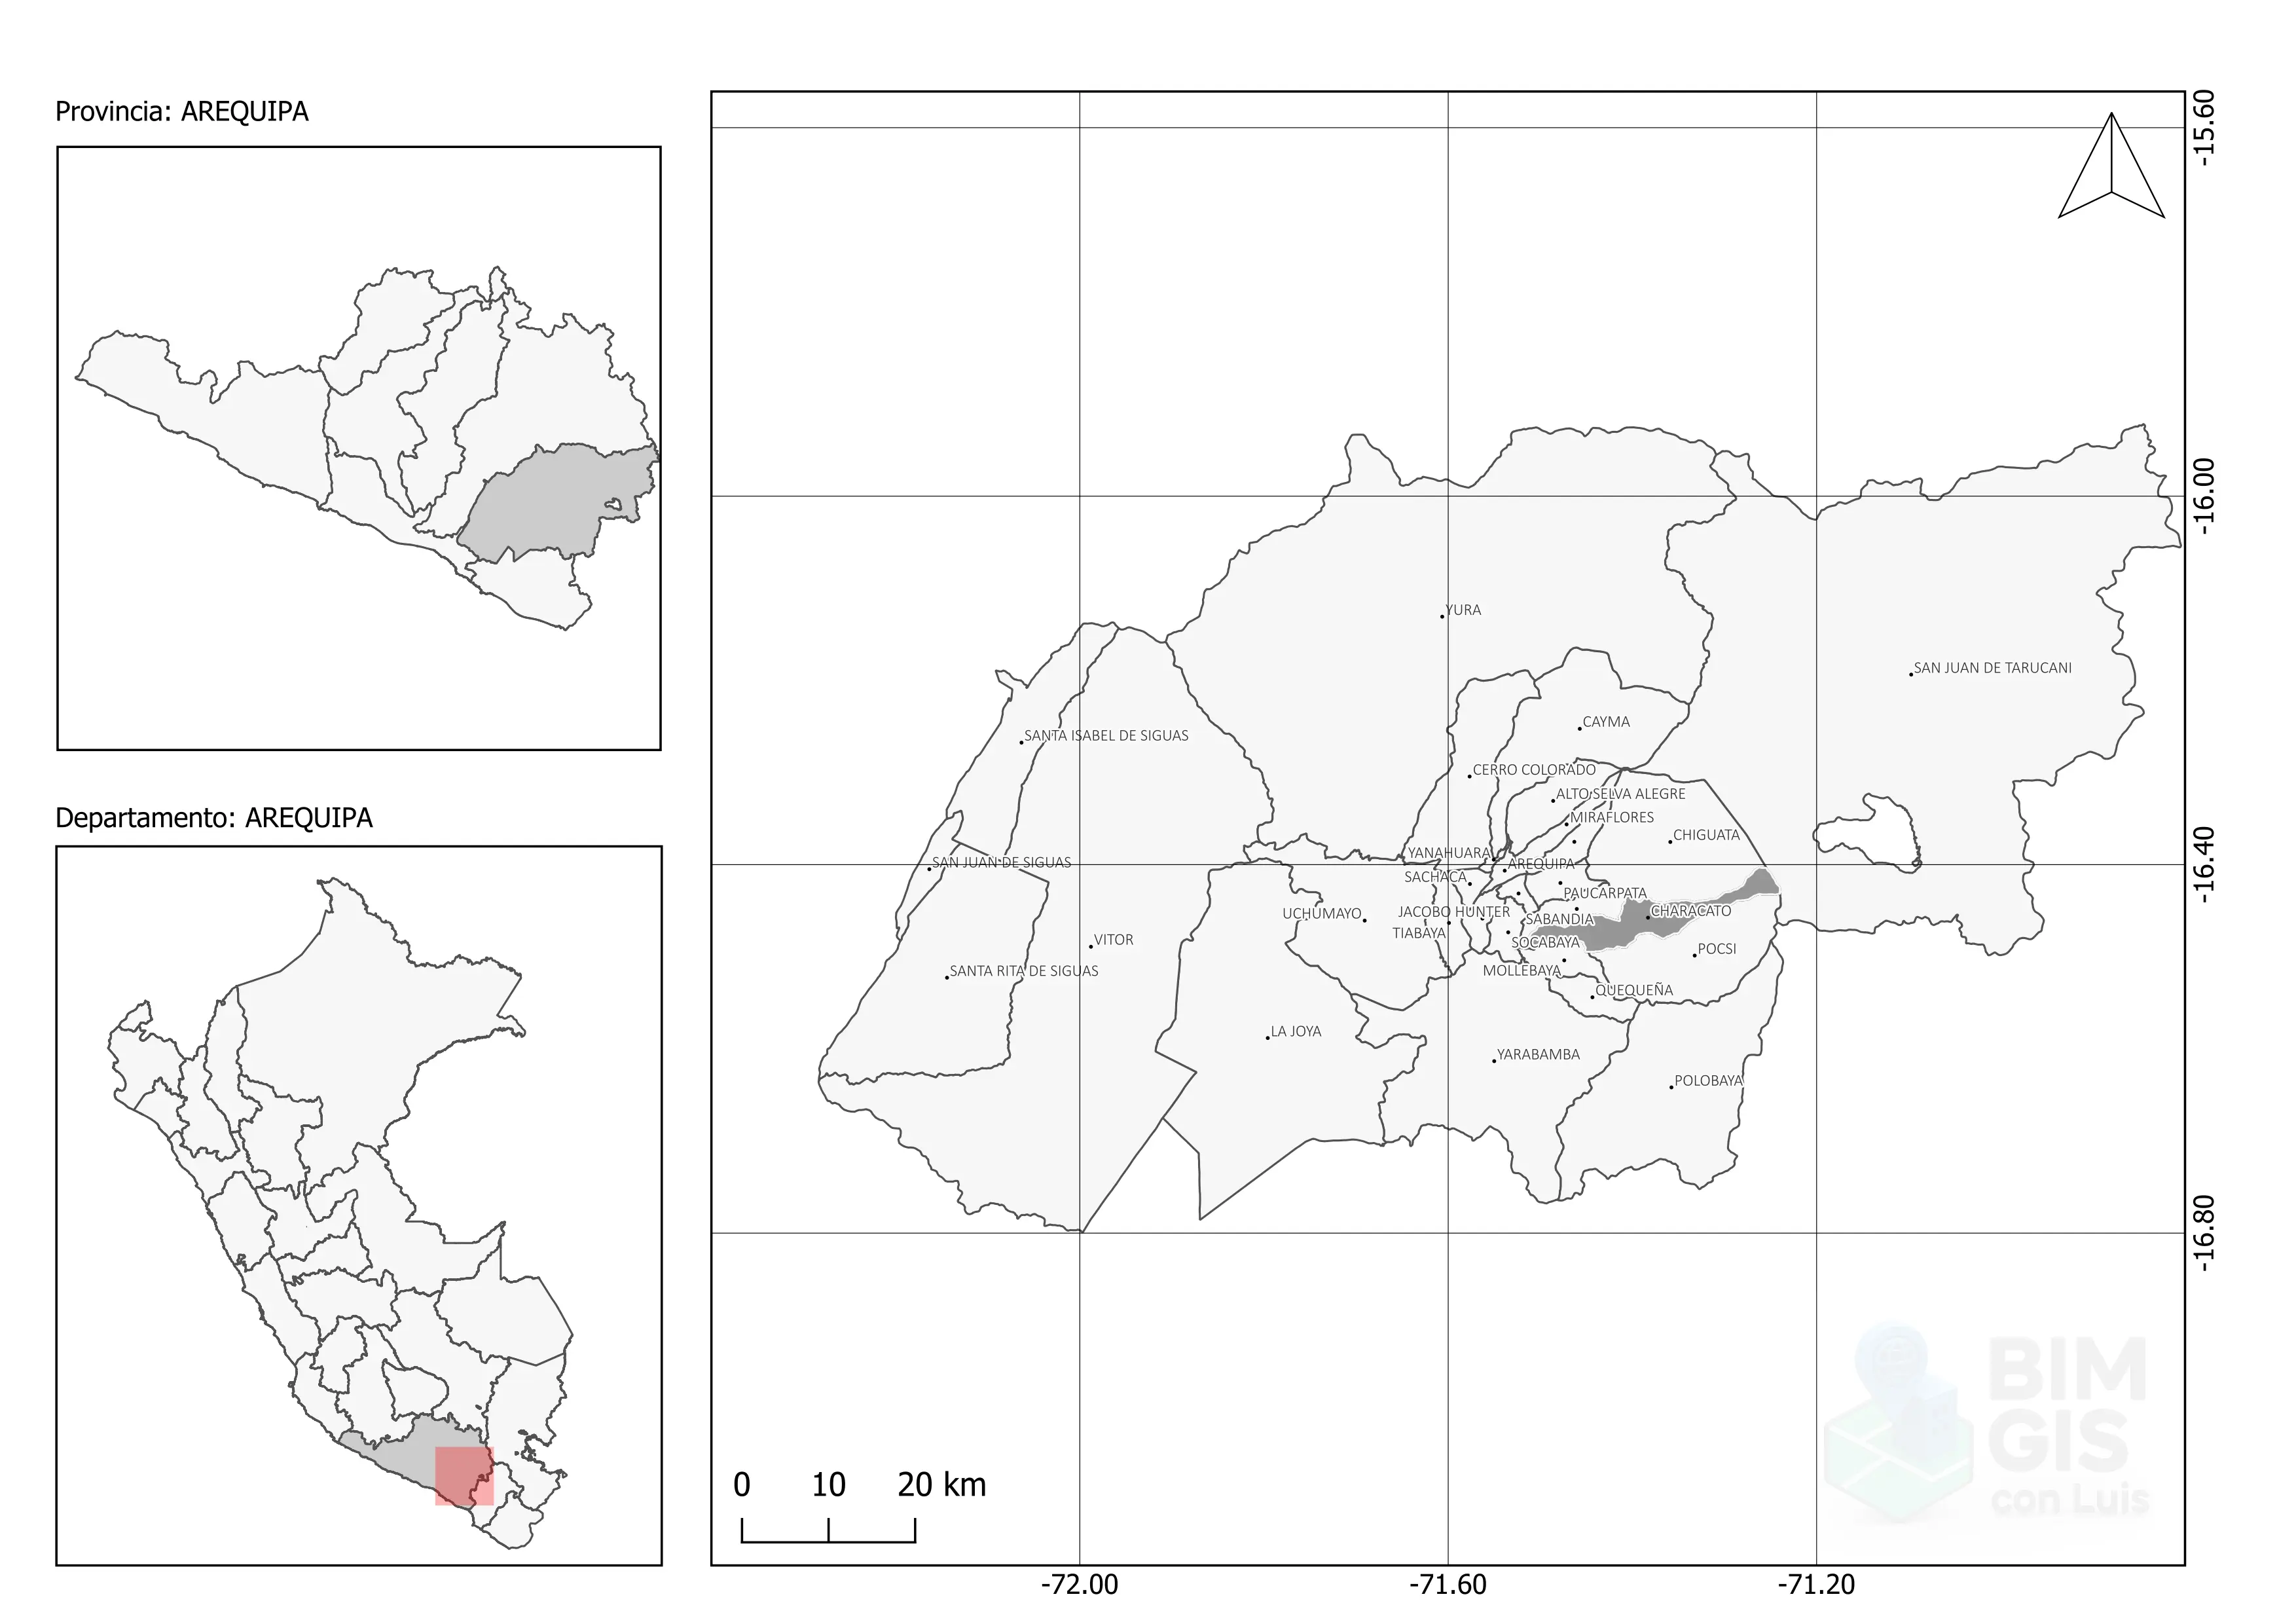 Provincia: AREQUIPA
Departamento: AREQUIPA
-15.60
-16.00
-16.40
-16.80
YURA
SAN JUAN DE TARUCANI
CAYMA
SANTA ISABEL DE SIGUAS
CERRO COLORADO
ALTO SELVA ALEGRE
MIRAFLORES
CHIGUATA
YANAHUARA
AREQUIPA
SAN JUAN DE SIGUAS
SACHACA
PAUCARPATA
UCHUMAYO
JACOBO HUNTER
CHARACATO
SABANDIA
TIABAYA
VITOR
SOCABAYA
POCSI
SANTA RITA DE SIGUAS
MOLLEBAYA
QUEQUEÑA
LA JOYA
YARABAMBA
POLOBAYA
BIM
GIS
con Luis
0 10 20 km
-72.00 -71.60 -71.20